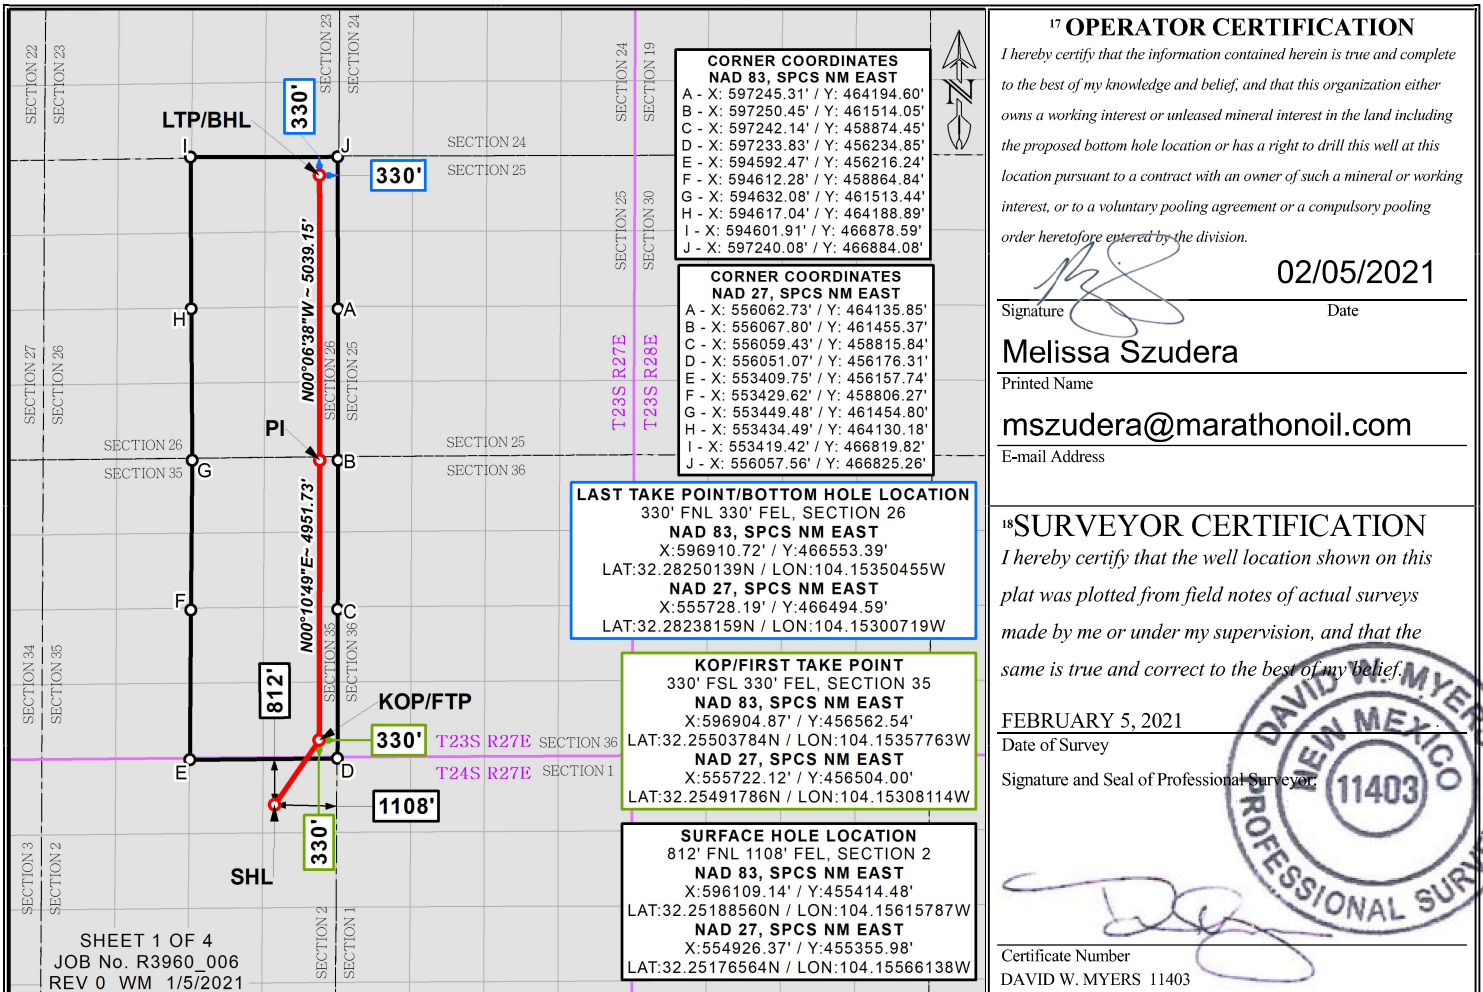 SECTION 22
SECTION 23
SECTION 23
SECTION 24
SECTION 24
SECTION 19
330'
LTP/BHL
I
J
SECTION 24
SECTION 25
330'
SECTION 25
SECTION 30
N00°06'38"W ~ 5039.15'
H
A
SECTION 27
SECTION 26
SECTION 26
SECTION 25
T23S R27E
T23S R28E
PI
SECTION 26
SECTION 35
G
B
SECTION 25
SECTION 36
N00°10'49"E~ 4951.73'
F
C
SECTION 34
SECTION 35
SECTION 35
SECTION 36
812'
KOP/FTP
330'
T23S R27E SECTION 36
T24S R27E SECTION 1
E
D
1108'
330'
SHL
SECTION 3
SECTION 2
SECTION 2
SECTION 1
SHEET 1 OF 4
JOB No. R3960_006
REV 0 WM 1/5/2021
N
CORNER COORDINATES
NAD 83, SPCS NM EAST
A - X: 597245.31' / Y: 464194.60'
B - X: 597250.45' / Y: 461514.05'
C - X: 597242.14' / Y: 458874.45'
D - X: 597233.83' / Y: 456234.85'
E - X: 594592.47' / Y: 456216.24'
F - X: 594612.28' / Y: 458864.84'
G - X: 594632.08' / Y: 461513.44'
H - X: 594617.04' / Y: 464188.89'
I - X: 594601.91' / Y: 466878.59'
J - X: 597240.08' / Y: 466884.08'
CORNER COORDINATES
NAD 27, SPCS NM EAST
A - X: 556062.73' / Y: 464135.85'
B - X: 556067.80' / Y: 461455.37'
C - X: 556059.43' / Y: 458815.84'
D - X: 556051.07' / Y: 456176.31'
E - X: 553409.75' / Y: 456157.74'
F - X: 553429.62' / Y: 458806.27'
G - X: 553449.48' / Y: 461454.80'
H - X: 553434.49' / Y: 464130.18'
I - X: 553419.42' / Y: 466819.82'
J - X: 556057.56' / Y: 466825.26'
LAST TAKE POINT/BOTTOM HOLE LOCATION
330' FNL 330' FEL, SECTION 26
NAD 83, SPCS NM EAST
X:596910.72' / Y:466553.39'
LAT:32.28250139N / LON:104.15350455W
NAD 27, SPCS NM EAST
X:555728.19' / Y:466494.59'
LAT:32.28238159N / LON:104.15300719W
KOP/FIRST TAKE POINT
330' FSL 330' FEL, SECTION 35
NAD 83, SPCS NM EAST
X:596904.87' / Y:456562.54'
LAT:32.25503784N / LON:104.15357763W
NAD 27, SPCS NM EAST
X:555722.12' / Y:456504.00'
LAT:32.25491786N / LON:104.15308114W
SURFACE HOLE LOCATION
812' FNL 1108' FEL, SECTION 2
NAD 83, SPCS NM EAST
X:596109.14' / Y:455414.48'
LAT:32.25188560N / LON:104.15615787W
NAD 27, SPCS NM EAST
X:554926.37' / Y:455355.98'
LAT:32.25176564N / LON:104.15566138W
17 OPERATOR CERTIFICATION
I hereby certify that the information contained herein is true and complete
to the best of my knowledge and belief, and that this organization either
owns a working interest or unleased mineral interest in the land including
the proposed bottom hole location or has a right to drill this well at this
location pursuant to a contract with an owner of such a mineral or working
interest, or to a voluntary pooling agreement or a compulsory pooling
order heretofore entered by the division.
02/05/2021
Signature Date
Melissa Szudera
Printed Name
mszudera@marathonoil.com
E-mail Address
18SURVEYOR CERTIFICATION
I hereby certify that the well location shown on this
plat was plotted from field notes of actual surveys
made by me or under my supervision, and that the
same is true and correct to the best of my belief.
FEBRUARY 5, 2021
Date of Survey
Signature and Seal of Professional Surveyor:
DAVID W. MYERS
NEW MEXICO
11403
PROFESSIONAL
Certificate Number
DAVID W. MYERS 11403